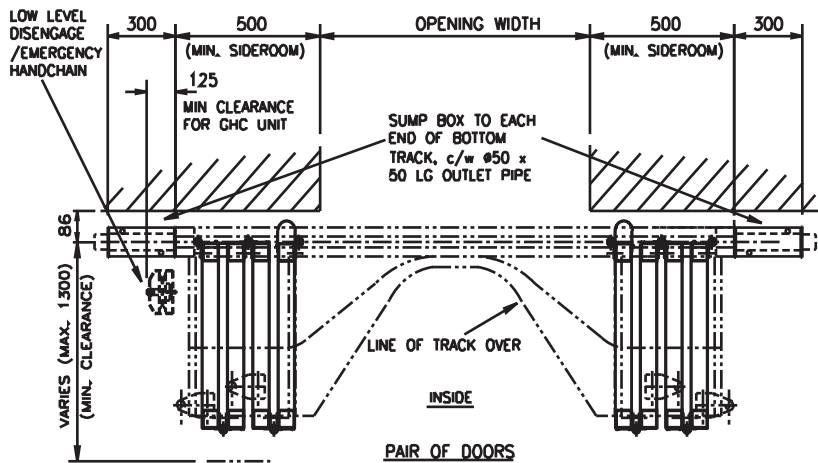 LOW LEVEL
DISENGAGE
/EMERGENCY
HANDCHAIN
300
500
OPENING WIDTH
500
300
(MIN. SIDEROOM)
(MIN. SIDEROOM)
125
MIN CLEARANCE
FOR GHC UNIT
SUMP BOX TO EACH
END OF BOTTOM
TRACK, c/w ø50 x
50 LG OUTLET PIPE
86
VARIES (MAX. 1300)
(MIN. CLEARANCE)
LINE OF TRACK OVER
INSIDE
PAIR OF DOORS